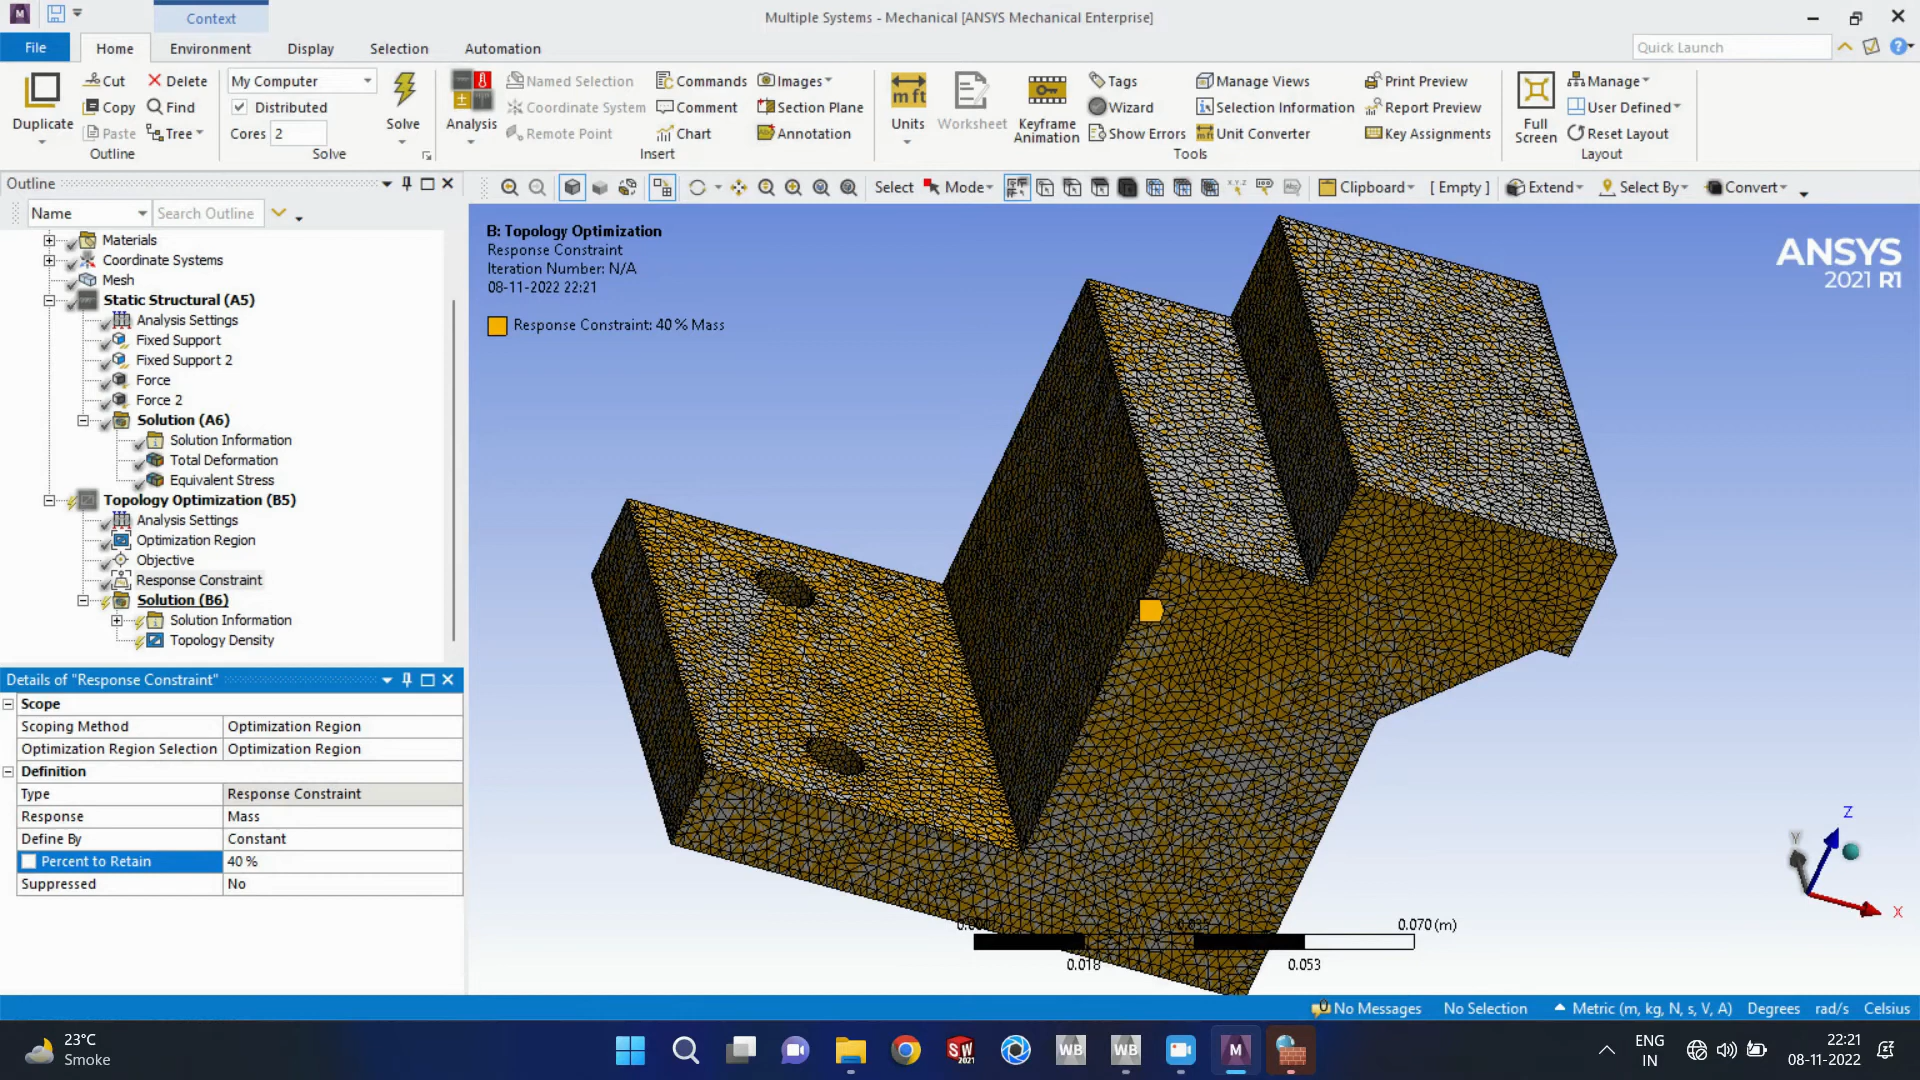 M
Context
Multiple Systems - Mechanical [ANSYS Mechanical Enterprise]
File
Home
Environment
Display
Selection
Automation
Quick Launch
Duplicate
Cut
Copy
Paste
Delete
Find
Tree
Outline
My Computer
Distributed
Cores 2
Solve
Solve
Analysis
Named Selection
Coordinate System
Remote Point
Commands
Comment
Chart
Images
Section Plane
Annotation
Insert
Units
Worksheet
Keyframe Animation
Tags
Wizard
Show Errors
Manage Views
Selection Information
Unit Converter
Print Preview
Report Preview
Key Assignments
Tools
Full Screen
Manage
User Defined
Reset Layout
Layout
Outline
Name
Search Outline
Select
Mode
Clipboard
[ Empty ]
Extend
Select By
Convert
Materials
Coordinate Systems
Mesh
Static Structural (A5)
Analysis Settings
Fixed Support
Fixed Support 2
Force
Force 2
Solution (A6)
Solution Information
Total Deformation
Equivalent Stress
Topology Optimization (B5)
Analysis Settings
Optimization Region
Objective
Response Constraint
Solution (B6)
Solution Information
Topology Density
Details of "Response Constraint"
Scope
Scoping Method Optimization Region
Optimization Region Selection Optimization Region
Definition
Type Response Constraint
Response Mass
Define By Constant
Percent to Retain 40 %
Suppressed No
B: Topology Optimization
Response Constraint
Iteration Number: N/A
08-11-2022 22:21
Response Constraint: 40 % Mass
ANSYS
2021 R1
Z
Y
X
0.070 (m)
0.018
0.053
No Messages
No Selection
Metric (m, kg, N, s, V, A)
Degrees
rad/s
Celsius
23°C
Smoke
SW
2021
WB
WB
M
ENG
IN
22:21
08-11-2022